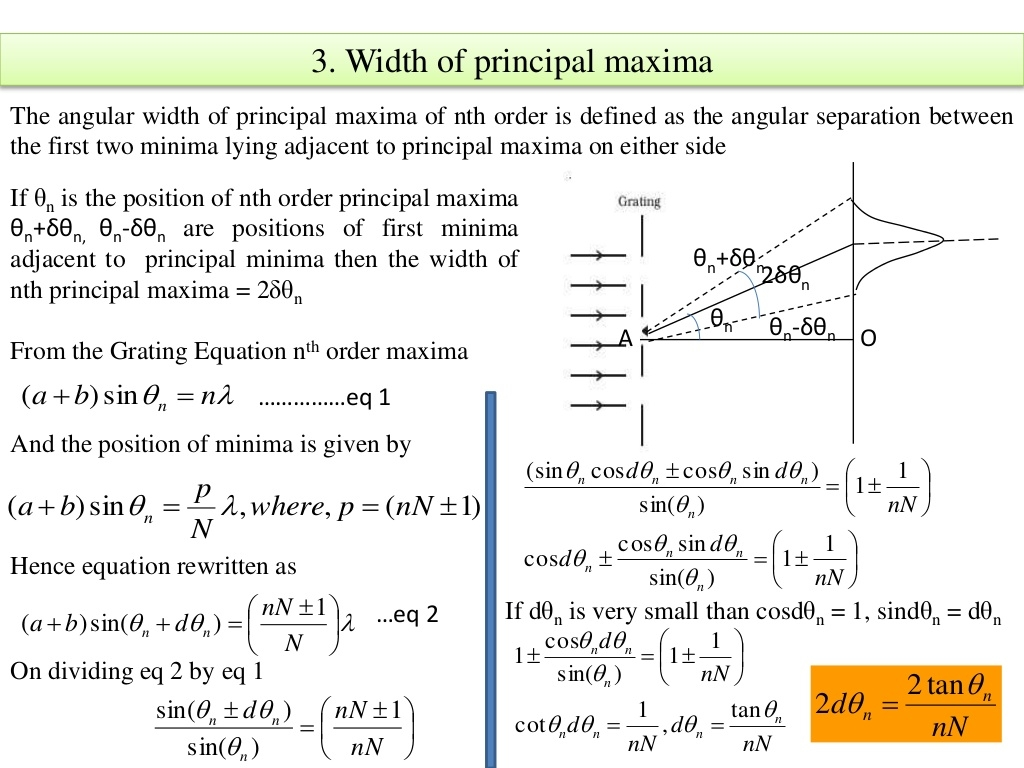 3. Width of principal maxima
The angular width of principal maxima of nth order is defined as the angular separation between
the first two minima lying adjacent to principal maxima on either side
If θn is the position of nth order principal maxima
θn+δθn, θn-δθn are positions of first minima
adjacent to principal minima then the width of
nth principal maxima = 2δθn
From the Grating Equation nth order maxima
(a + b) sin θn = nλ ……………eq 1
And the position of minima is given by
(a + b) sin θn = p/N λ, where, p = (nN ± 1)
Hence equation rewritten as
(a + b) sin(θn + dθn) = ((nN ± 1)/N) λ …eq 2
On dividing eq 2 by eq 1
sin(θn ± dθn)/sin(θn) = ((nN ± 1)/nN)
Grating
θn+δθn
2δθn
θn
θn-δθn
A
O
(sin θn cos dθn ± cos θn sin dθn)/sin(θn) = (1 ± 1/nN)
cos dθn ± cos θn sin dθn/sin(θn) = (1 ± 1/nN)
If dθn is very small than cosdθn = 1, sindθn = dθn
1 ± cos θn dθn/sin(θn) = (1 ± 1/nN)
cot θn dθn = 1/nN, dθn = tan θn/nN
2dθn = 2 tan θn/nN